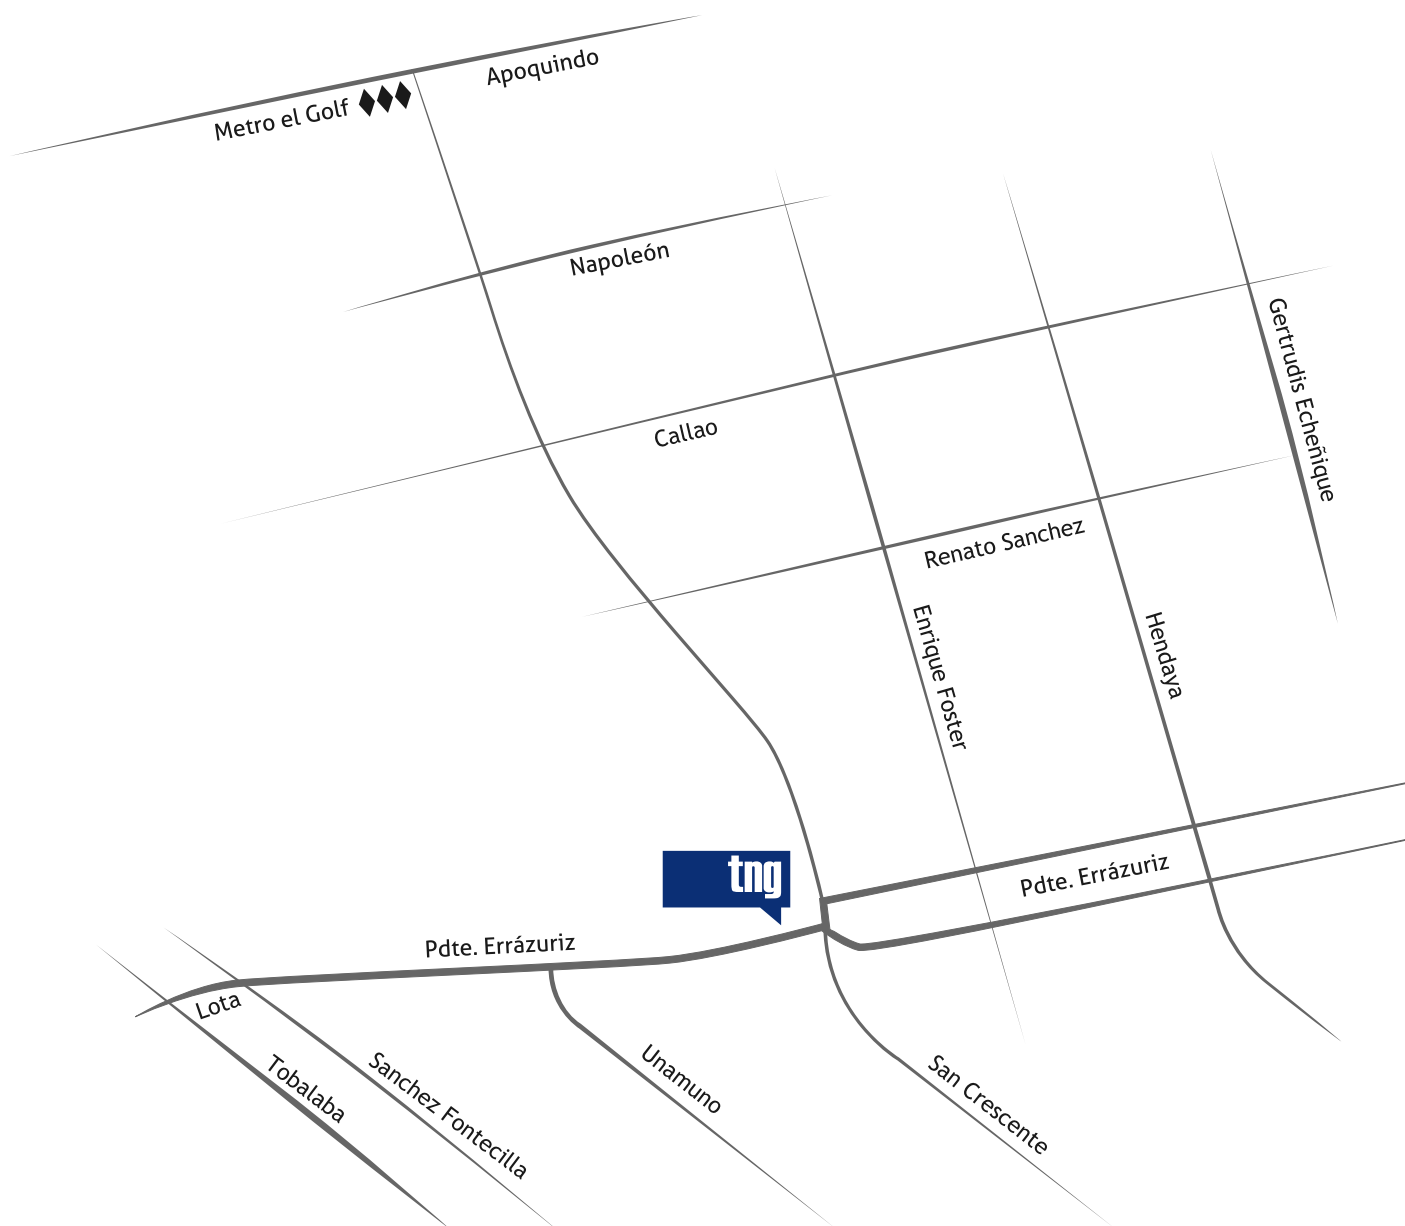 Apoquindo
Metro el Golf
Napoleón
Gertrudis Echeñique
Callao
Renato Sanchez
Enrique Foster
Hendaya
tng
Pdte. Errázuriz
Pdte. Errázuriz
Lota
Tobalaba
Sanchez Fontecilla
Unamuno
San Crescente